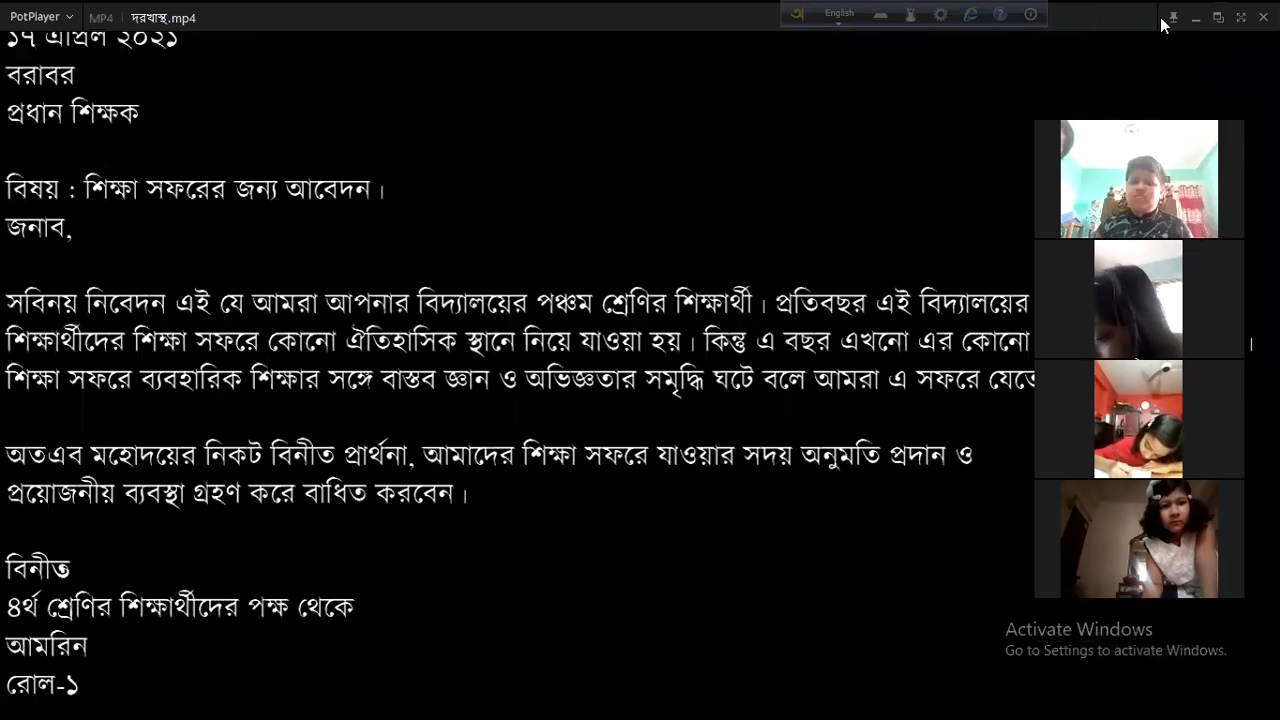 PotPlayer MP4 দরখাস্থ.mp4
English
১৭ এপ্রিল ২০২১
বরাবর
প্রধান শিক্ষক
বিষয় : শিক্ষা সফরের জন্য আবেদন।
জনাব,
সবিনয় নিবেদন এই যে আমরা আপনার বিদ্যালয়ের পঞ্চম শ্রেণির শিক্ষার্থী। প্রতিবছর এই বিদ্যালয়ের
শিক্ষার্থীদের শিক্ষা সফরে কোনো ঐতিহাসিক স্থানে নিয়ে যাওয়া হয়। কিন্তু এ বছর এখনো এর কোনো
শিক্ষা সফরে ব্যবহারিক শিক্ষার সঙ্গে বাস্তব জ্ঞান ও অভিজ্ঞতার সমৃদ্ধি ঘটে বলে আমরা এ সফরে যেতে
অতএব মহোদয়ের নিকট বিনীত প্রার্থনা, আমাদের শিক্ষা সফরে যাওয়ার সদয় অনুমতি প্রদান ও
প্রয়োজনীয় ব্যবস্থা গ্রহণ করে বাধিত করবেন।
বিনীত
৪র্থ শ্রেণির শিক্ষার্থীদের পক্ষ থেকে
আমরিন
রোল-১
Activate Windows
Go to Settings to activate Windows.